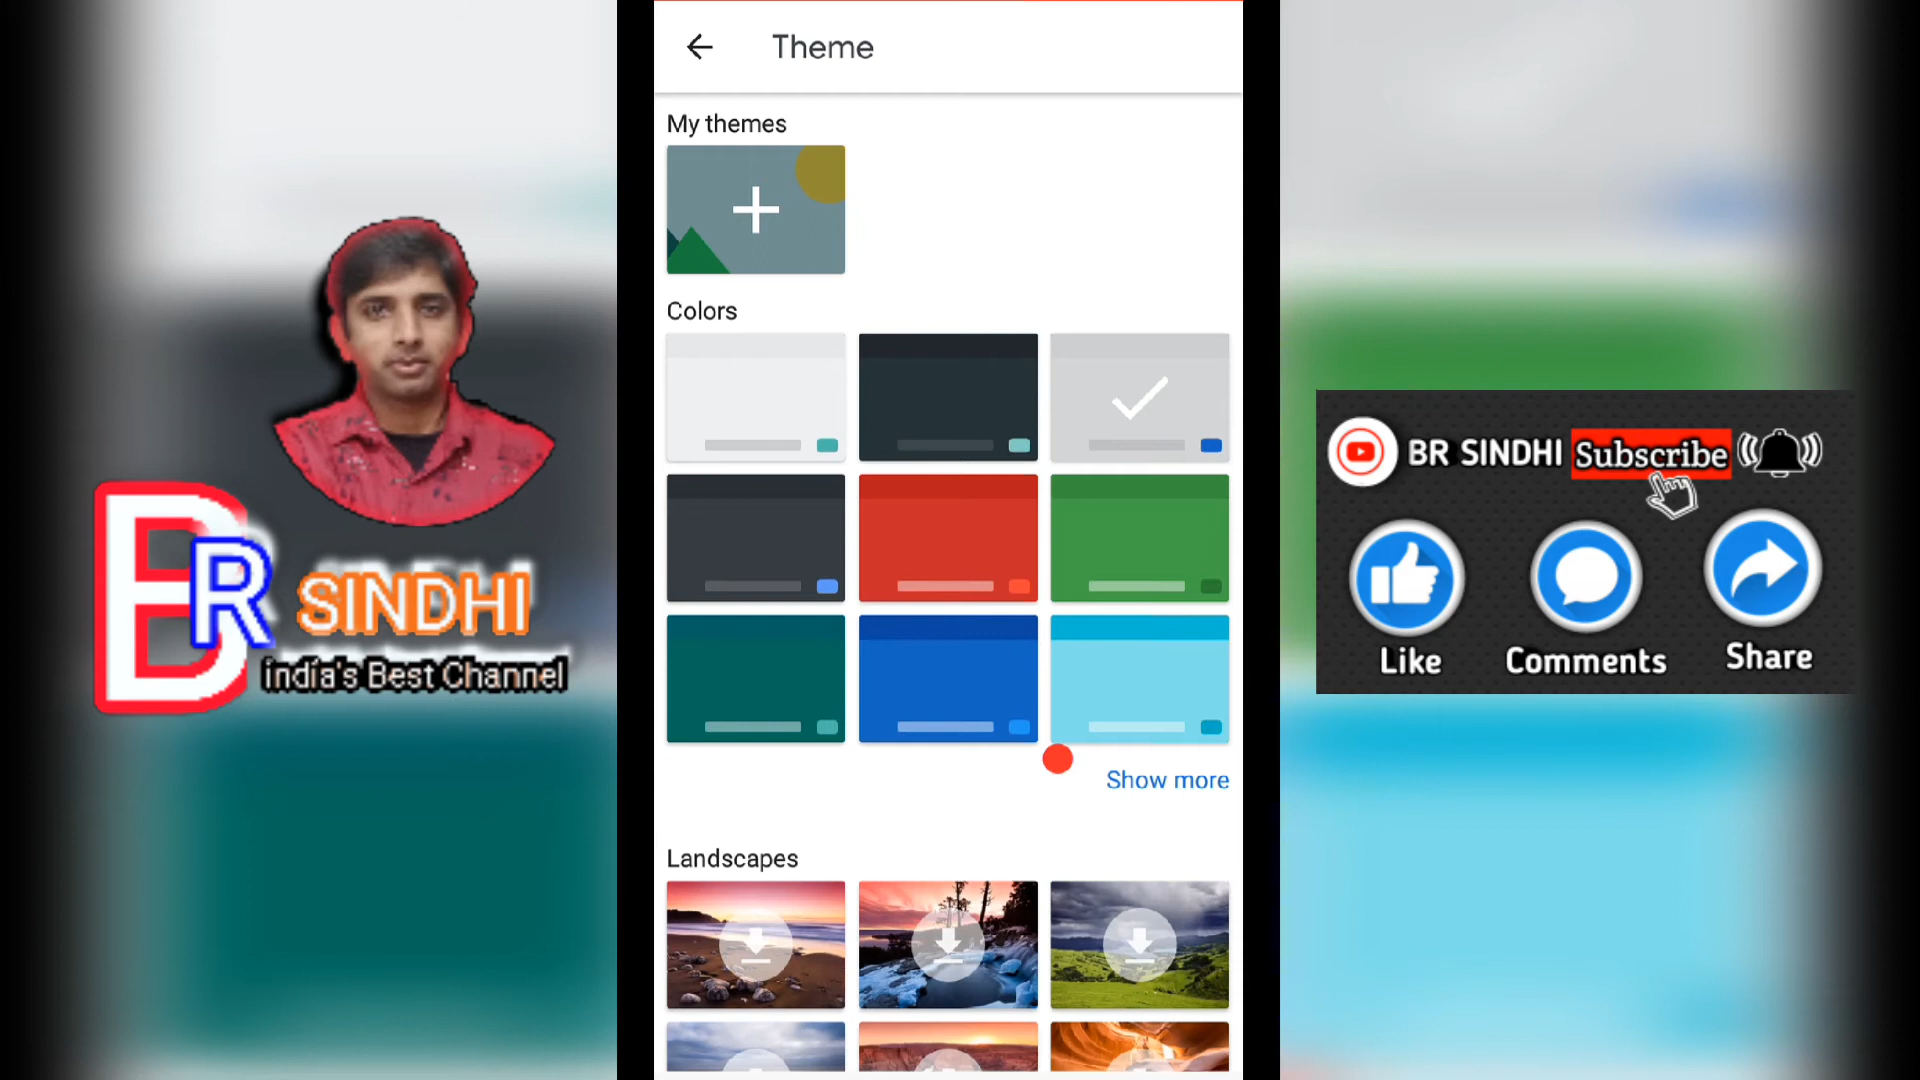 Theme
My themes
Colors
Show more
Landscapes
BR
SINDHI
india's Best Channel
BR SINDHI Subscribe
Like
Comments
Share